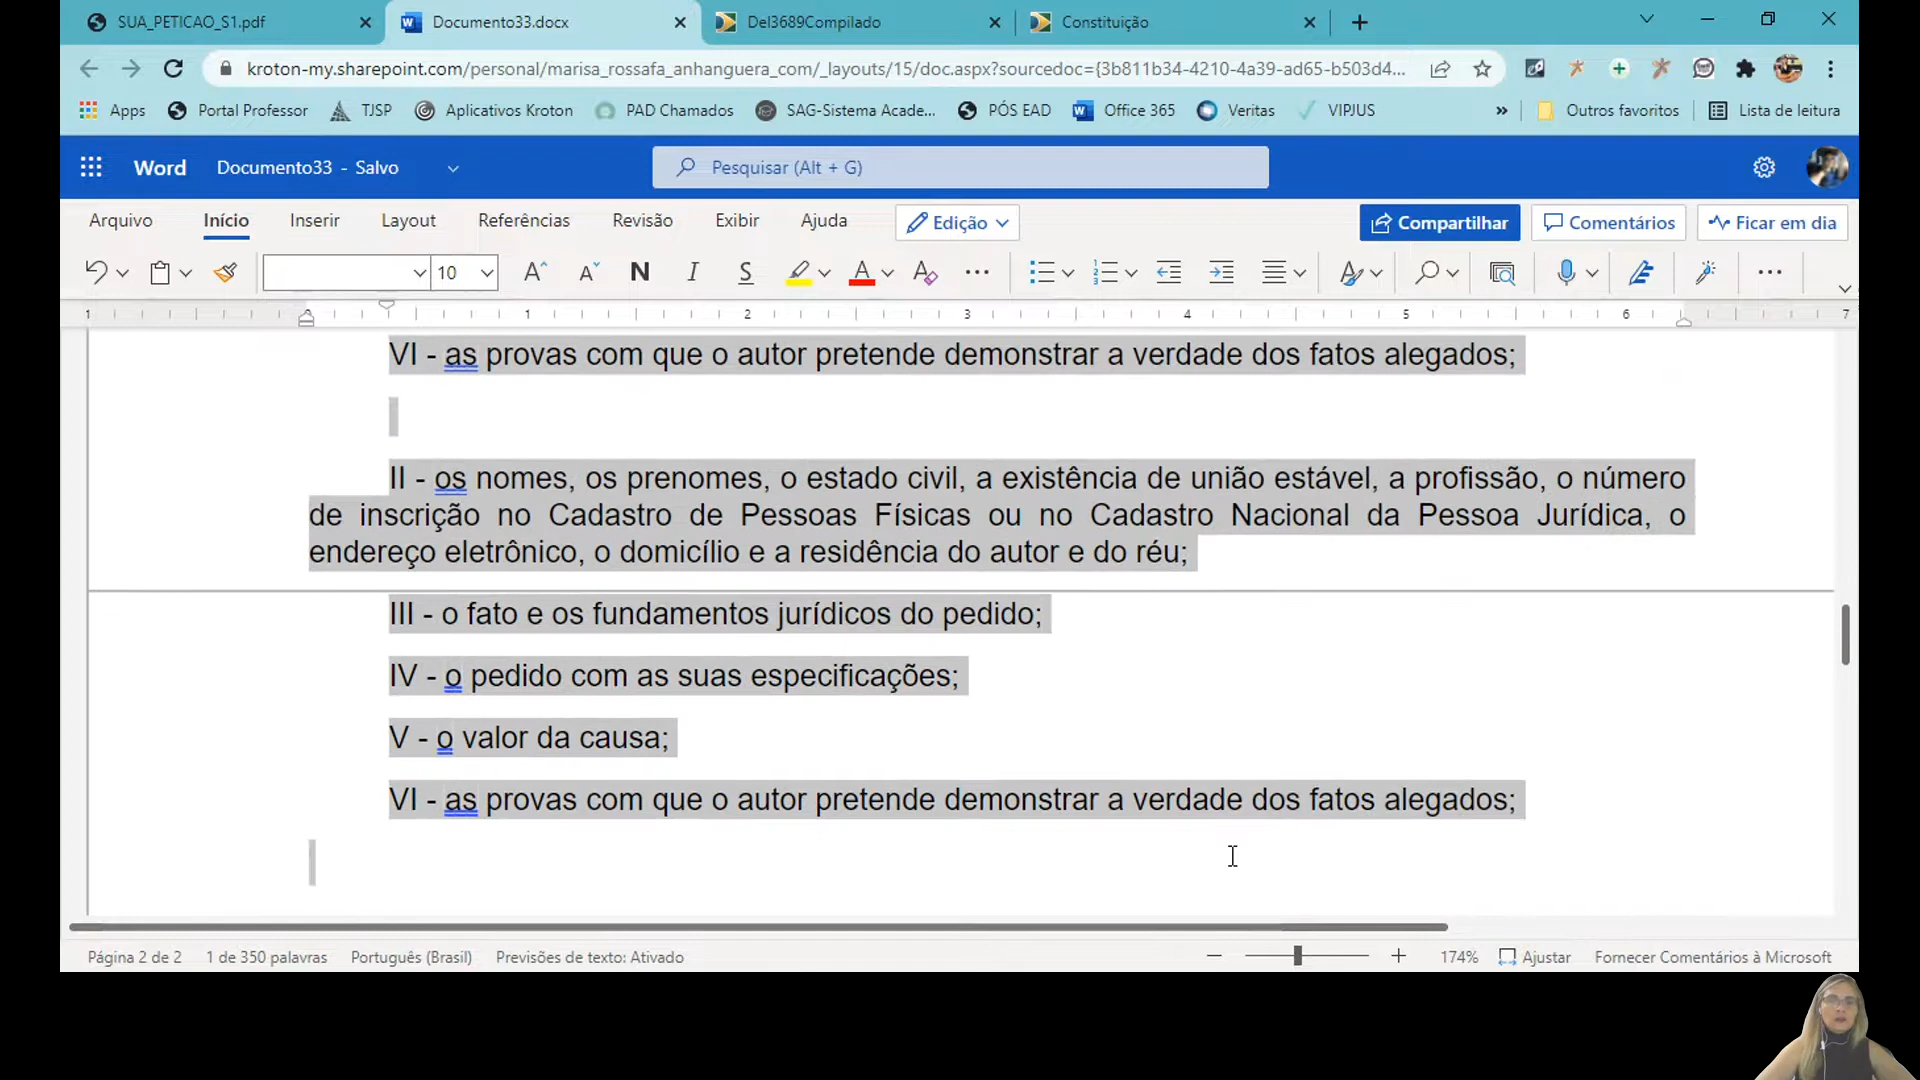 SUA_PETICAO_S1.pdf
Documento33.docx
Del3689Compilado
Constituição
kroton-my.sharepoint.com/personal/marisa_rossafa_anhanguera_com/_layouts/15/doc.aspx?sourcedoc={3b811b34-4210-4a39-ad65-b503d4...
Apps
Portal Professor
TJSP
Aplicativos Kroton
PAD Chamados
SAG-Sistema Acade...
PÓS EAD
Office 365
Veritas
VIPJUS
»
Outros favoritos
Lista de leitura
Word
Documento33 - Salvo
Pesquisar (Alt + G)
Arquivo
Início
Inserir
Layout
Referências
Revisão
Exibir
Ajuda
Edição
Compartilhar
Comentários
Ficar em dia
10
A
A
N
I
S
A
A
1
1
2
3
4
5
6
7
VI - as provas com que o autor pretende demonstrar a verdade dos fatos alegados;
II - os nomes, os prenomes, o estado civil, a existência de união estável, a profissão, o número
de inscrição no Cadastro de Pessoas Físicas ou no Cadastro Nacional da Pessoa Jurídica, o
endereço eletrônico, o domicílio e a residência do autor e do réu;
III - o fato e os fundamentos jurídicos do pedido;
IV - o pedido com as suas especificações;
V - o valor da causa;
VI - as provas com que o autor pretende demonstrar a verdade dos fatos alegados;
Página 2 de 2
1 de 350 palavras
Português (Brasil)
Previsões de texto: Ativado
174%
Ajustar
Fornecer Comentários à Microsoft